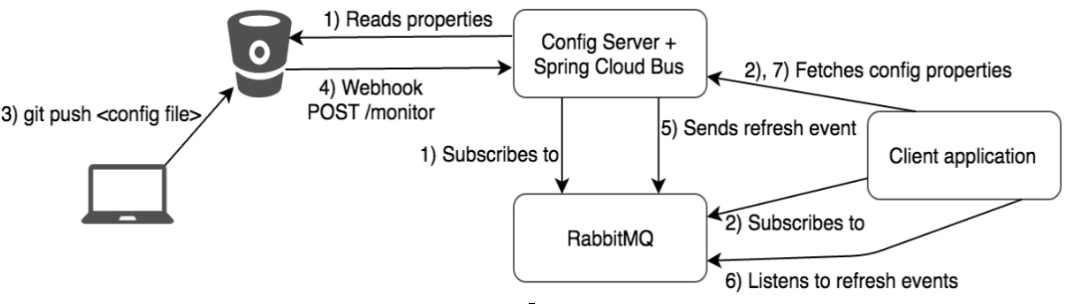 1) Reads properties
Config Server +
Spring Cloud Bus
4) Webhook
POST /monitor
2), 7) Fetches config properties
3) git push <config file>
5) Sends refresh event
1) Subscribes to
Client application
RabbitMQ
2) Subscribes to
6) Listens to refresh events